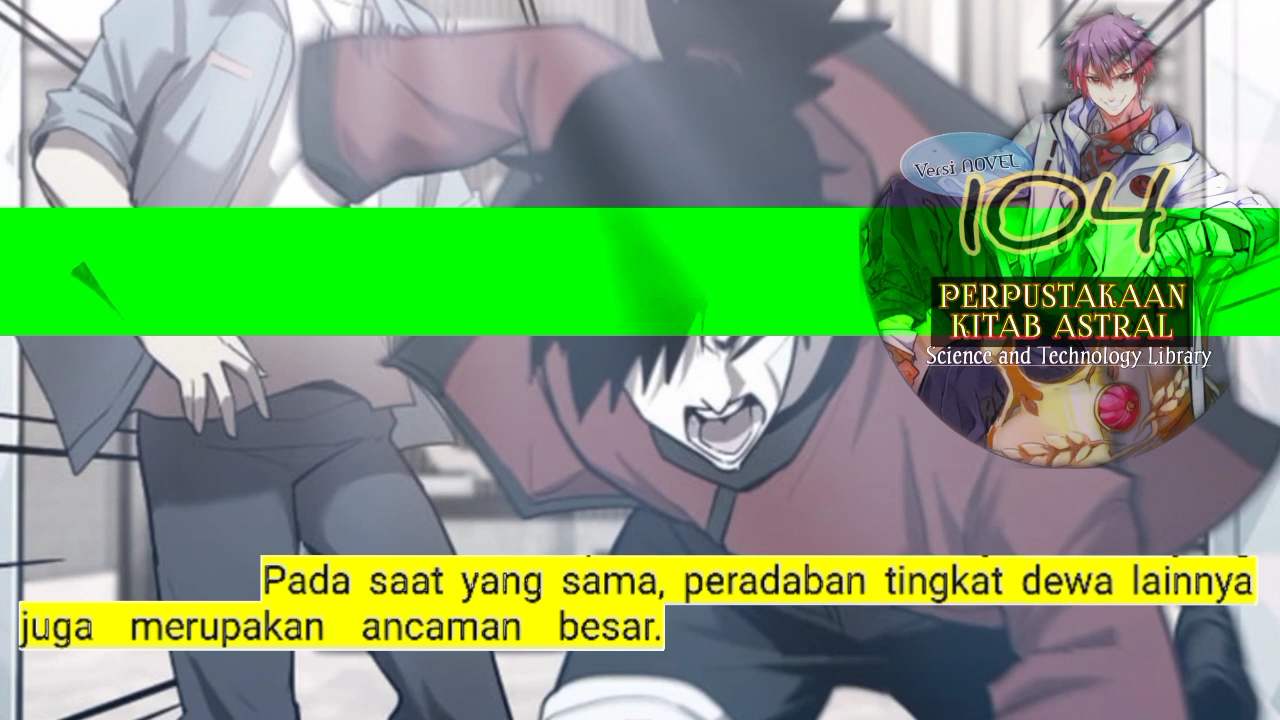 Versi NOVEL
104
PERPUSTAKAAN
KITAB ASTRAL
Science and Technology Library
Pada saat yang sama, peradaban tingkat dewa lainnya
juga merupakan ancaman besar.